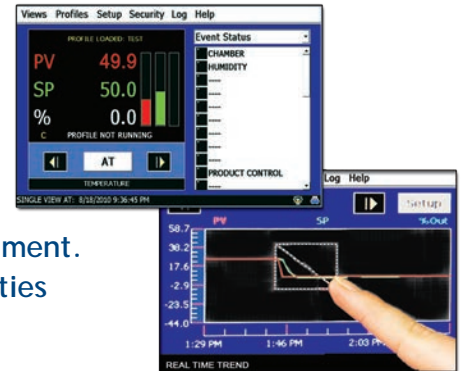 Views Profiles Setup Security Log Help
PROFILE LOADED: TEST
PV 49.9
SP 50.0
% 0.0
C PROFILE NOT RUNNING
AT
TEMPERATURE
SINGLE VIEW AT: 8/18/2010 9:36:45 PM
Event Status
CHAMBER
HUMIDITY
----
----
----
----
----
----
----
PRODUCT CONTROL
----
ment.
ties
Log Help
Setup
PV SP %Out
58.7
38.2
17.6
-2.9
-23.5
-44.0
1:29 PM 1:46 PM 2:03 PM
REAL TIME TREND